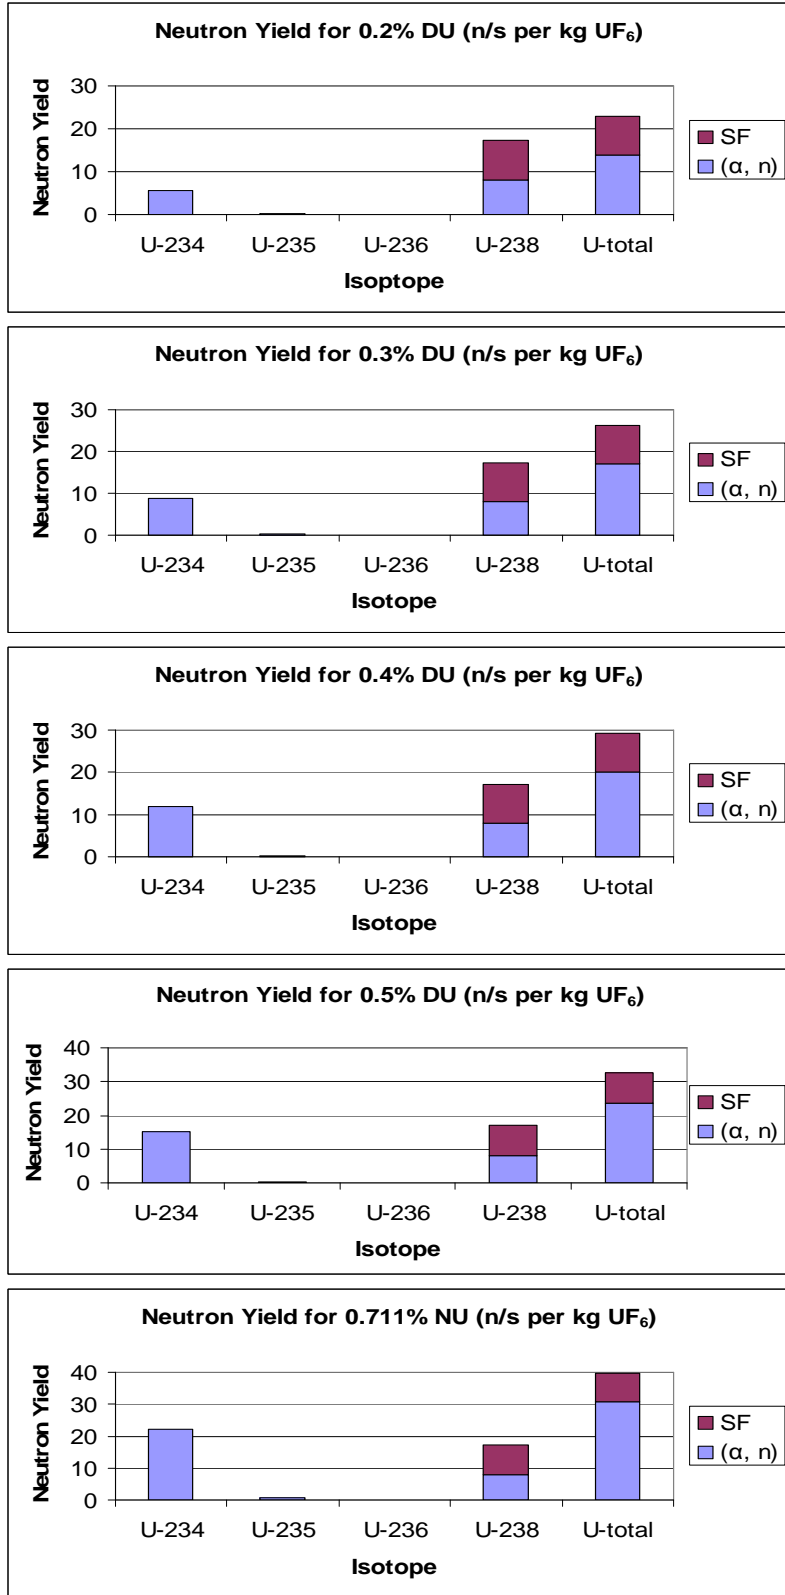 Neutron Yield for 0.2% DU (n/s per kg UF₆)
Neutron Yield
30
20
10
0
U-234 U-235 U-236 U-238 U-total
Isoptope
SF
(α, n)
Neutron Yield for 0.3% DU (n/s per kg UF₆)
Neutron Yield
30
20
10
0
U-234 U-235 U-236 U-238 U-total
Isotope
SF
(α, n)
Neutron Yield for 0.4% DU (n/s per kg UF₆)
Neutron Yield
30
20
10
0
U-234 U-235 U-236 U-238 U-total
Isotope
SF
(α, n)
Neutron Yield for 0.5% DU (n/s per kg UF₆)
Neutron Yield
40
30
20
10
0
U-234 U-235 U-236 U-238 U-total
Isotope
SF
(α, n)
Neutron Yield for 0.711% NU (n/s per kg UF₆)
Neutron Yield
40
30
20
10
0
U-234 U-235 U-236 U-238 U-total
Isotope
SF
(α, n)